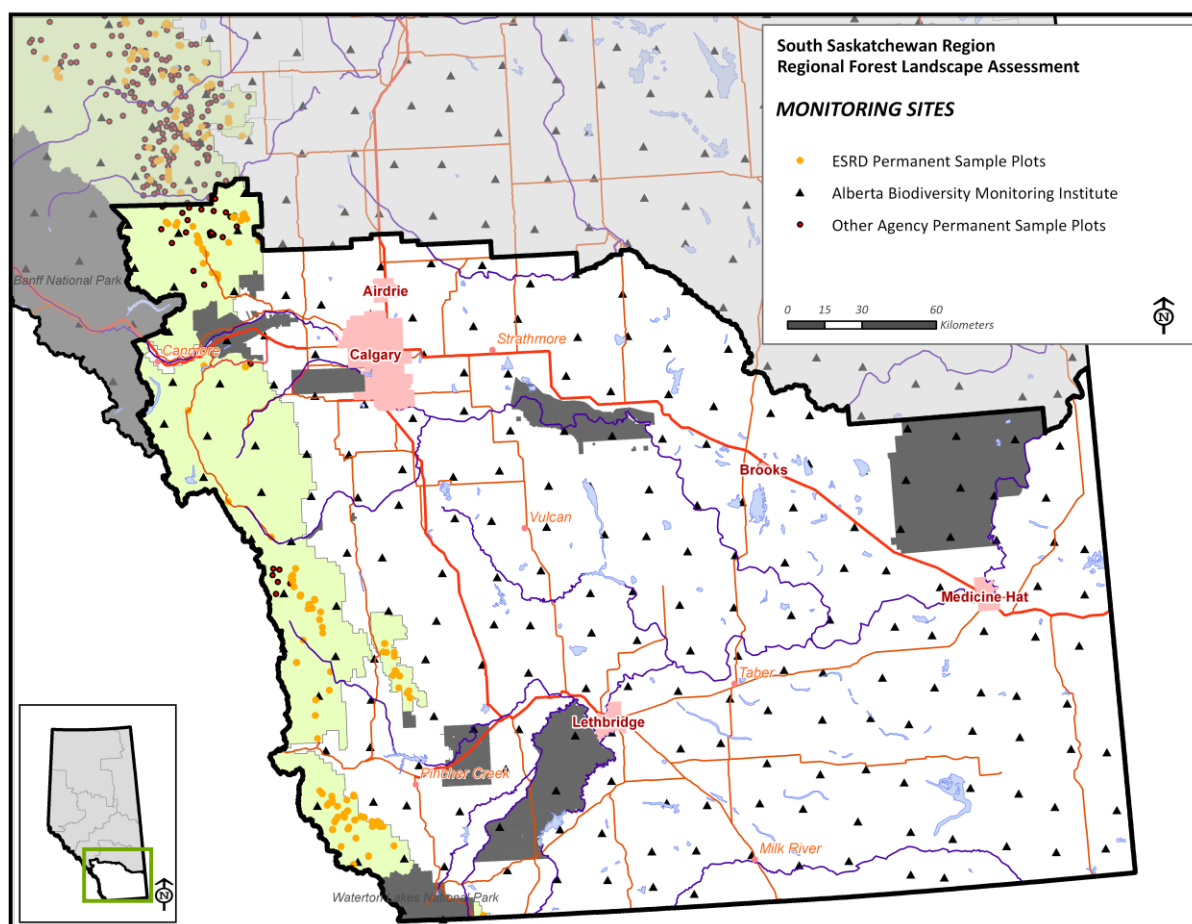 South Saskatchewan Region
Regional Forest Landscape Assessment
MONITORING SITES
ESRD Permanent Sample Plots
Alberta Biodiversity Monitoring Institute
Other Agency Permanent Sample Plots
0 15 30 60
Kilometers
N
Banff National Park
Airdrie
Canmore
Calgary
Strathmore
Brooks
Vulcan
Medicine Hat
Taber
Lethbridge
Pincher Creek
Milk River
Waterton Lakes National Park
N